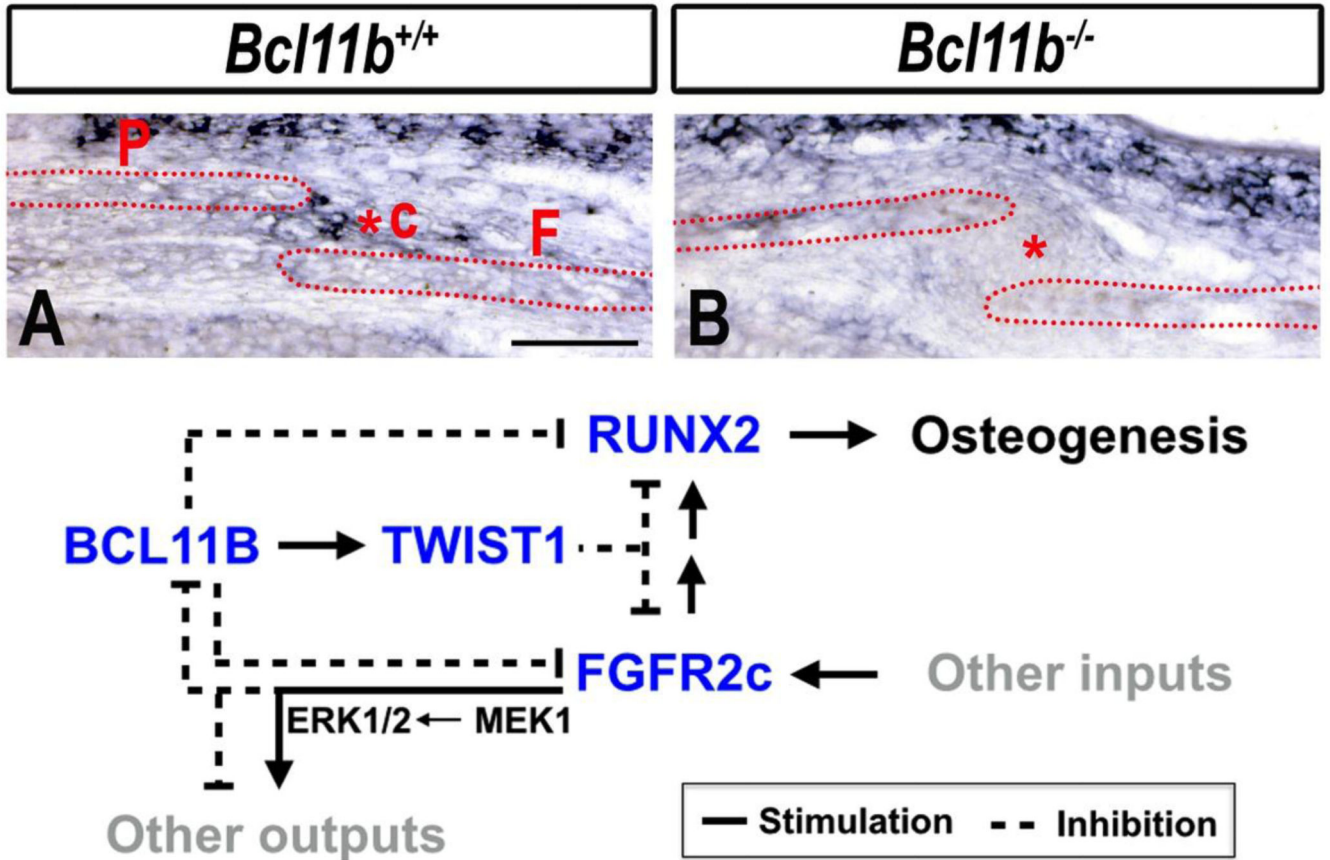 Bcl11b+/+
Bcl11b-/-
P
* c
F
*
A
B
RUNX2
Osteogenesis
BCL11B
TWIST1
FGFR2c
Other inputs
ERK1/2
MEK1
Other outputs
Stimulation
Inhibition